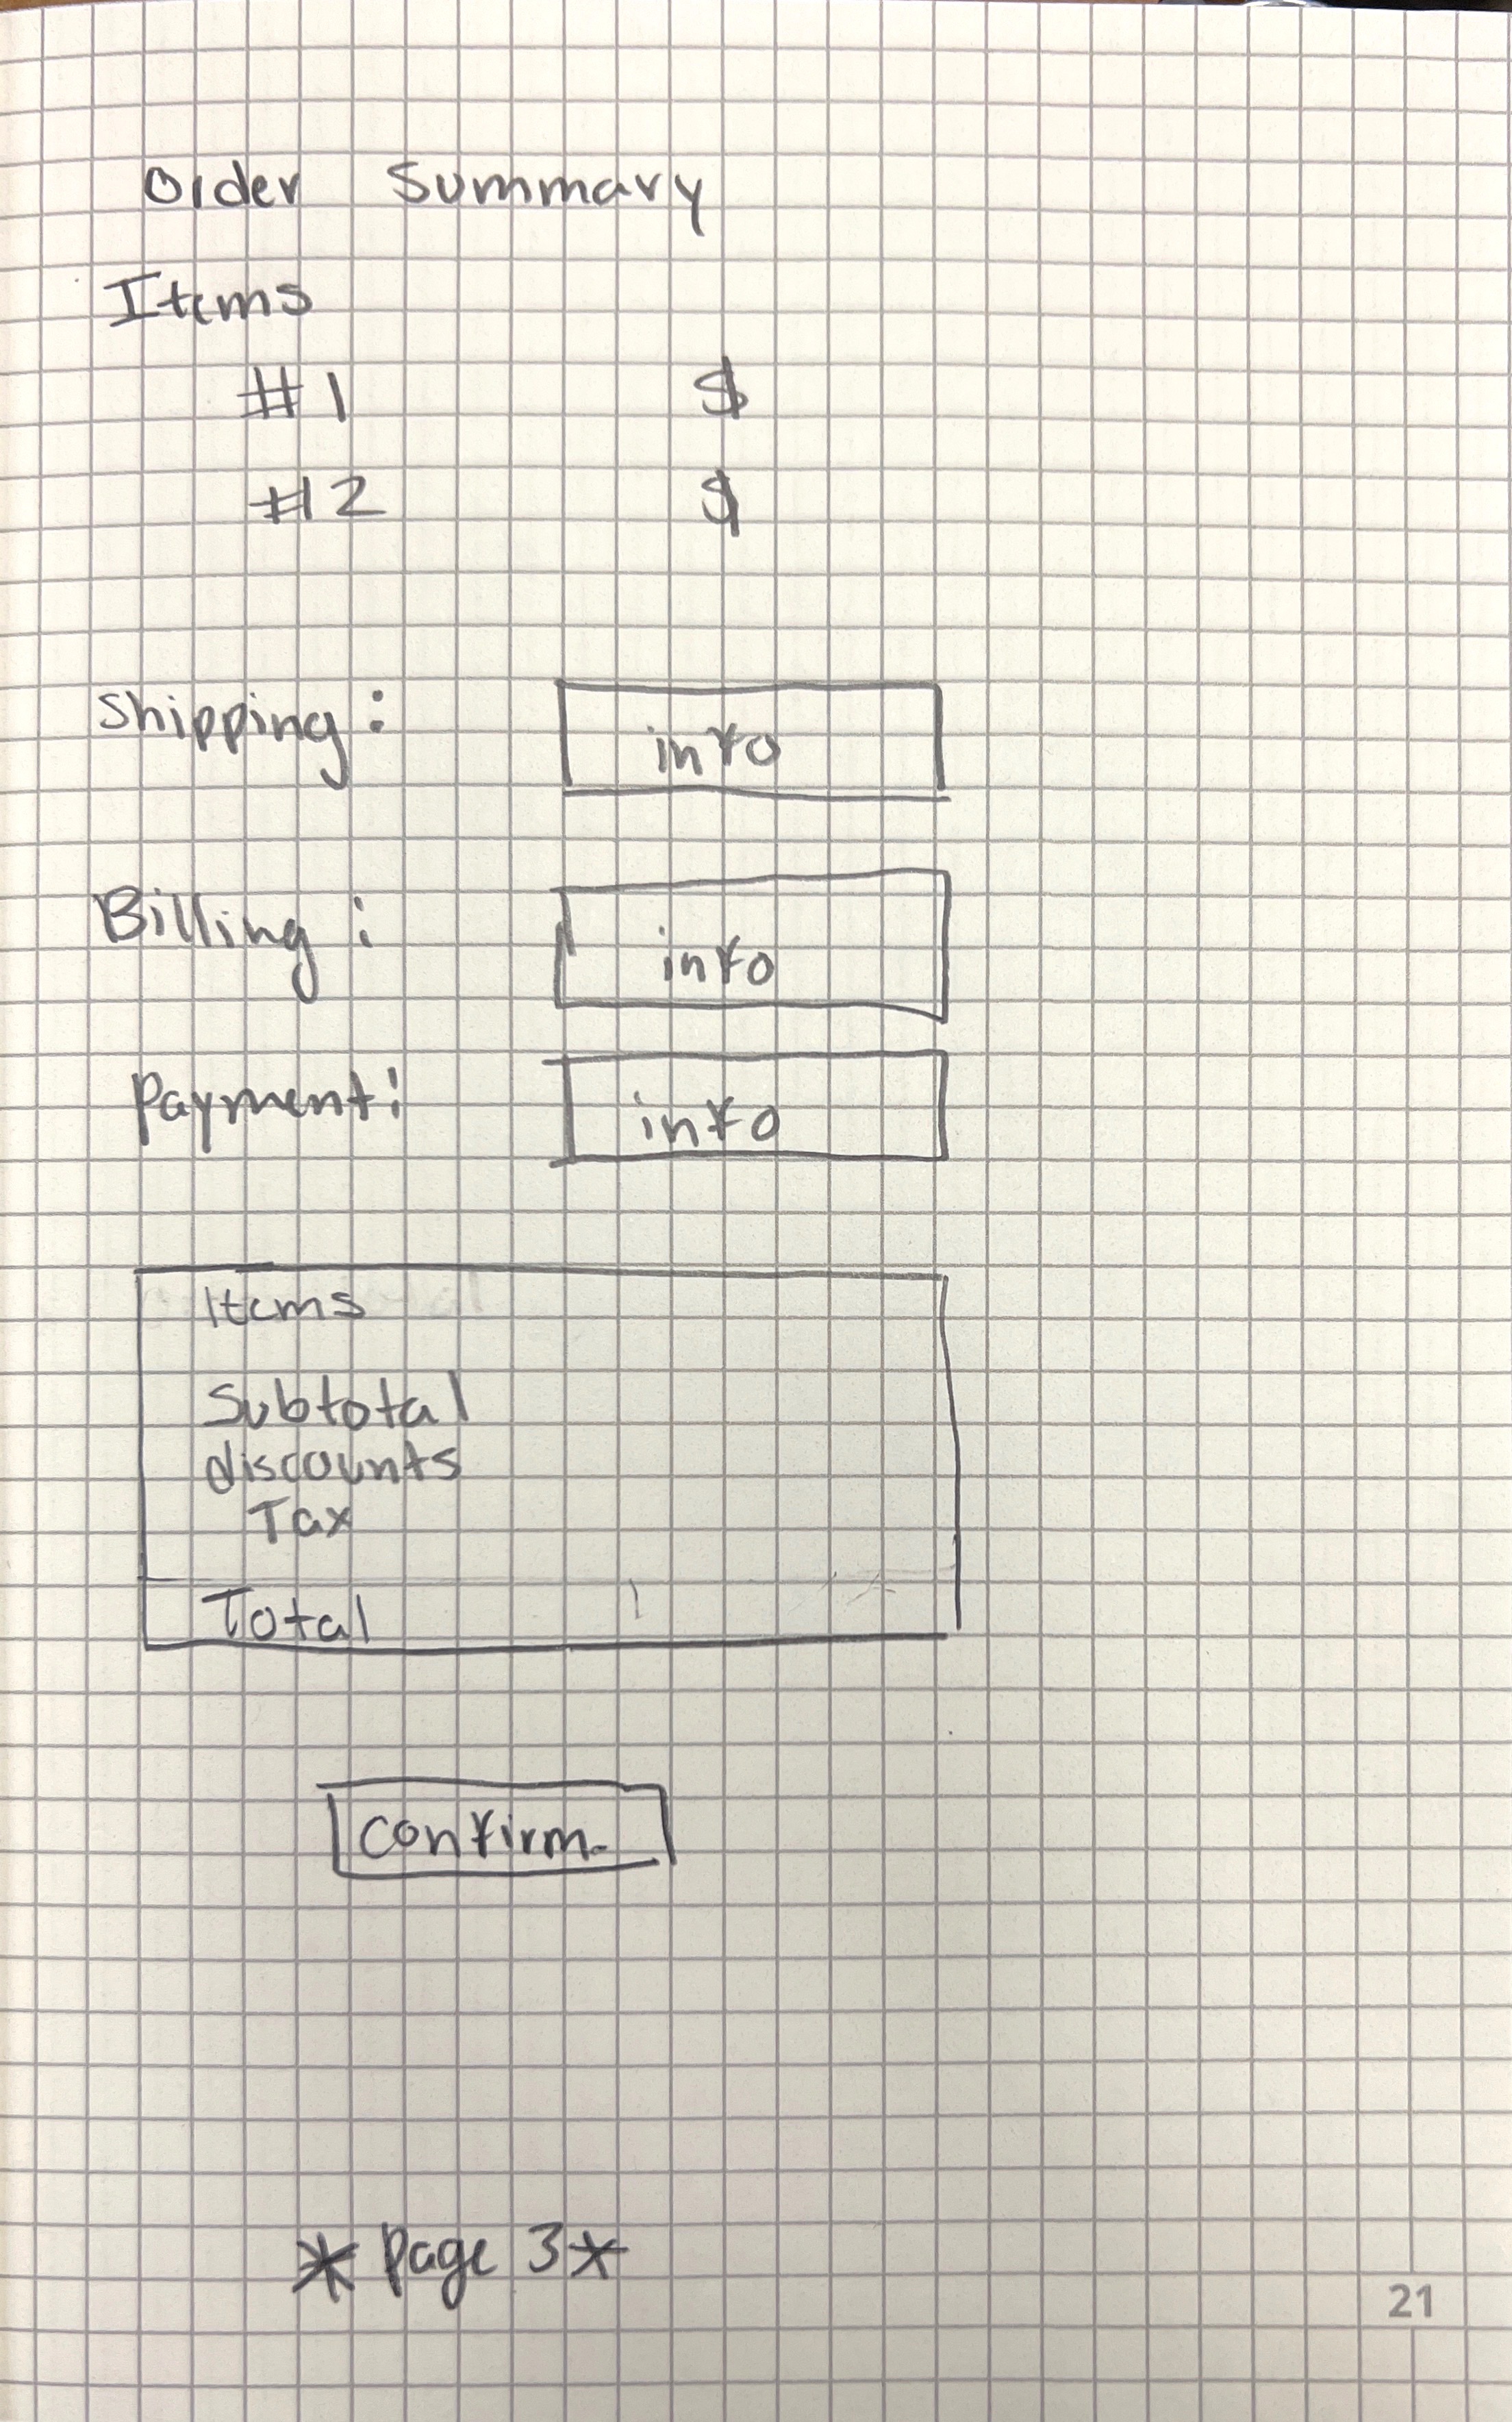 Order Summary
Items
#1 $
#2 $
Shipping: info
Billing: info
Payment: info
Items
Subtotal
discounts
Tax
Total
confirm
* page 3 *
21